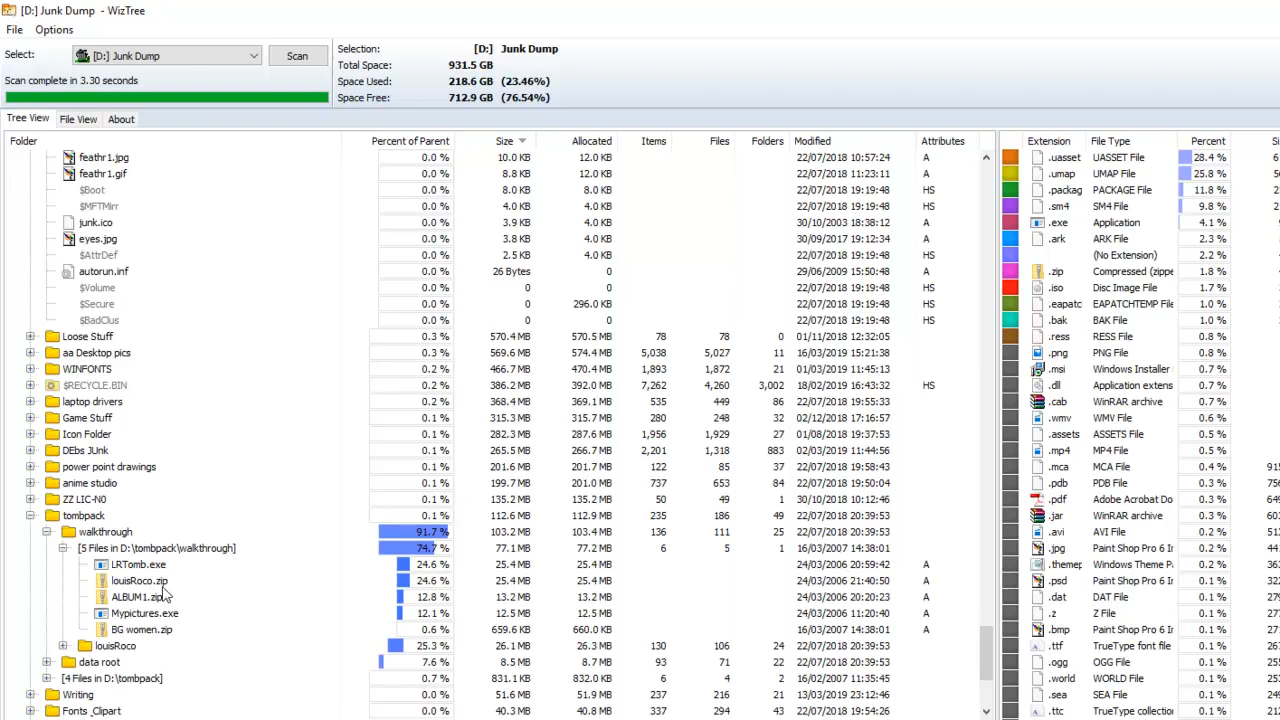 [D:] Junk Dump - WizTree
File Options
Select: [D:] Junk Dump Scan
Scan complete in 3.30 seconds
Selection: [D:] Junk Dump
Total Space: 931.5 GB
Space Used: 218.6 GB (23.46%)
Space Free: 712.9 GB (76.54%)
Tree View File View About
Folder Percent of Parent Size Allocated Items Files Folders Modified Attributes
feathr1.jpg 0.0 % 10.0 KB 12.0 KB 22/07/2018 10:57:24 A
feathr1.gif 0.0 % 8.8 KB 12.0 KB 22/07/2018 11:23:11 A
$Boot 0.0 % 8.0 KB 8.0 KB 22/07/2018 19:19:48 HS
$MFTMirr 0.0 % 4.0 KB 4.0 KB 22/07/2018 19:19:48 HS
junk.ico 0.0 % 3.9 KB 4.0 KB 30/10/2003 18:38:12 A
eyes.jpg 0.0 % 3.8 KB 4.0 KB 30/09/2017 19:12:34 A
$AttrDef 0.0 % 2.5 KB 4.0 KB 22/07/2018 19:19:48 HS
autorun.inf 0.0 % 26 Bytes 0 29/06/2009 15:50:48 A
$Volume 0.0 % 0 0 22/07/2018 19:19:48 HS
$Secure 0.0 % 0 296.0 KB 22/07/2018 19:19:48 HS
$BadClus 0.0 % 0 0 22/07/2018 19:19:48 HS
Loose Stuff 0.3 % 570.4 MB 570.5 MB 78 78 0 01/11/2018 12:32:05
aa Desktop pics 0.3 % 569.6 MB 574.4 MB 5,038 5,027 11 16/03/2019 15:21:38
WINFONTS 0.2 % 466.7 MB 470.4 MB 1,893 1,872 21 01/03/2019 11:45:13
$RECYCLE.BIN 0.2 % 386.2 MB 392.0 MB 7,262 4,260 3,002 18/02/2019 16:43:32 HS
laptop drivers 0.2 % 368.4 MB 369.1 MB 535 449 86 22/07/2018 19:55:33
Game Stuff 0.1 % 315.3 MB 315.7 MB 280 248 32 02/12/2018 17:16:57
Icon Folder 0.1 % 282.3 MB 287.6 MB 1,956 1,929 27 01/08/2018 19:37:53
DEbs JUnk 0.1 % 265.5 MB 266.7 MB 2,201 1,318 883 02/03/2019 11:44:56
power point drawings 0.1 % 201.6 MB 201.8 MB 122 85 37 22/07/2018 19:58:43
anime studio 0.1 % 199.7 MB 201.0 MB 737 653 84 22/07/2018 19:50:04
ZZ LIC-N0 0.1 % 135.2 MB 135.2 MB 50 49 1 30/10/2018 10:12:46
tombpack 0.1 % 112.6 MB 112.9 MB 235 186 49 22/07/2018 20:39:53
walkthrough 91.7 % 103.2 MB 103.4 MB 136 111 25 22/07/2018 20:39:53
[5 Files in D:\tombpack\walkthrough] 74.7 % 77.1 MB 77.2 MB 6 5 1 16/03/2007 14:38:01
LRTomb.exe 24.6 % 25.4 MB 25.4 MB 24/03/2006 20:59:42 A
louisRoco.zip 24.6 % 25.4 MB 25.4 MB 24/03/2006 21:40:50 A
ALBUM1.zip 12.8 % 13.2 MB 13.2 MB 24/03/2006 20:21:23 A
Mypictures.exe 12.1 % 12.5 MB 12.5 MB 24/03/2006 11:20:40 A
BG women.zip 0.6 % 659.6 KB 660.0 KB 16/03/2007 14:38:01 A
louisRoco 25.3 % 26.1 MB 26.3 MB 130 106 24 22/07/2018 20:39:53
data root 7.6 % 8.5 MB 8.7 MB 93 71 22 22/07/2018 20:39:53
[4 Files in D:\tombpack] 0.7 % 831.1 KB 832.0 KB 6 4 2 16/02/2007 11:35:45
Writing 0.0 % 51.6 MB 51.9 MB 237 216 21 13/03/2019 23:12:46
Fonts _Clipart 0.0 % 40.3 MB 40.8 MB 337 294 43 22/07/2018 20:39:53
Extension File Type Percent
.uasset UASSET File 28.4 %
.umap UMAP File 25.8 %
.packag PACKAGE File 11.8 %
.sm4 SM4 File 9.8 %
.exe Application 4.1 %
.ark ARK File 2.3 %
(No Extension) 2.2 %
.zip Compressed (zippe 1.8 %
.iso Disc Image File 1.7 %
.eapatc EAPATCHTEMP File 1.0 %
.bak BAK File 1.0 %
.ress RESS File 0.8 %
.png PNG File 0.8 %
.msi Windows Installer 0.7 %
.dll Application extens 0.7 %
.cab WinRAR archive 0.7 %
.wmv WMV File 0.6 %
.assets ASSETS File 0.5 %
.mp4 MP4 File 0.5 %
.mca MCA File 0.4 %
.pdb PDB File 0.3 %
.pdf Adobe Acrobat Do 0.2 %
.jar WinRAR archive 0.2 %
.avi AVI File 0.2 %
.jpg Paint Shop Pro 6 I 0.2 %
.themep Windows Theme P 0.2 %
.psd Paint Shop Pro 6 I 0.1 %
.dat DAT File 0.1 %
.z Z File 0.1 %
.bmp Paint Shop Pro 6 I 0.1 %
.ttf TrueType font file 0.1 %
.ogg OGG File 0.1 %
.world WORLD File 0.1 %
.sea SEA File 0.1 %
.ttc TrueType collection 0.1 %